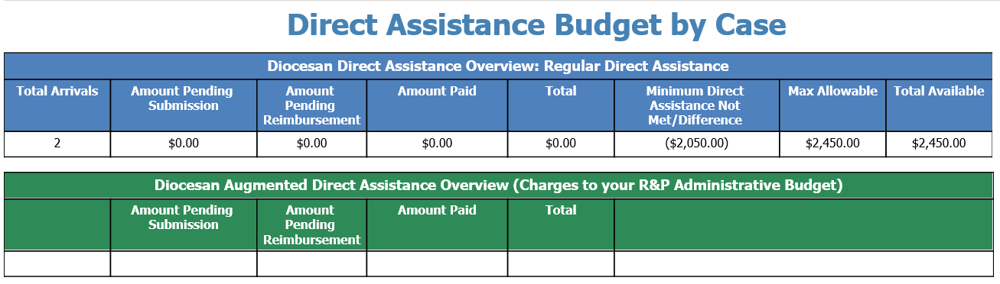 Direct Assistance Budget by Case
Diocesan Direct Assistance Overview: Regular Direct Assistance
Total Arrivals
Amount Pending
Submission
Amount
Pending
Reimbursement
Amount Paid
Total
Minimum Direct
Assistance Not
Met/Difference
Max Allowable
Total Available
2
$0.00
$0.00
$0.00
$0.00
($2,050.00)
$2,450.00
$2,450.00
Diocesan Augmented Direct Assistance Overview (Charges to your R&P Administrative Budget)
Amount Pending
Submission
Amount
Pending
Reimbursement
Amount Paid
Total